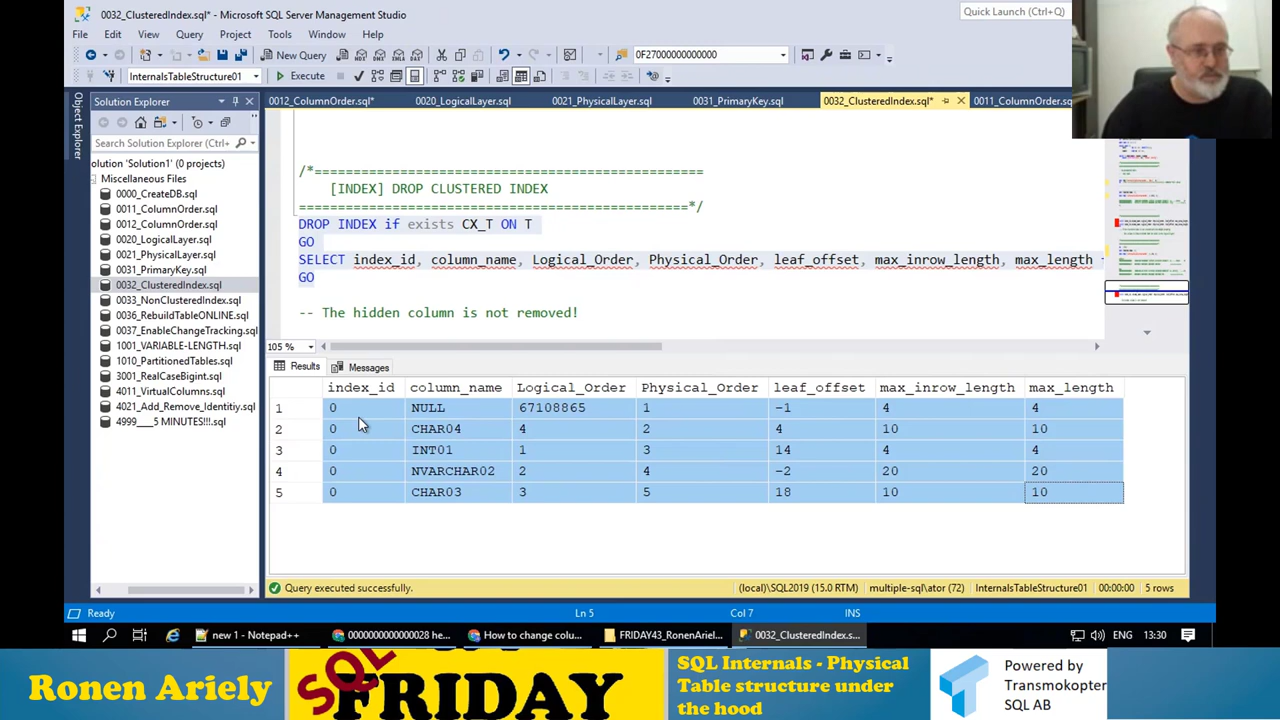 0032_ClusteredIndex.sql* - Microsoft SQL Server Management Studio
Quick Launch (Ctrl+Q)
File Edit View Query Project Tools Window Help
New Query 0F27000000000000
InternalsTableStructure01 Execute
Object Explorer
Solution Explorer
0012_ColumnOrder.sql* 0020_LogicalLayer.sql 0021_PhysicalLayer.sql 0031_PrimaryKey.sql 0032_ClusteredIndex.sql* 0011_ColumnOrder.sq
Search Solution Explorer (Ctrl+
olution 'Solution1' (0 projects)
Miscellaneous Files
0000_CreateDB.sql
0011_ColumnOrder.sql
0012_ColumnOrder.sql
0020_LogicalLayer.sql
0021_PhysicalLayer.sql
0031_PrimaryKey.sql
0032_ClusteredIndex.sql
0033_NonClusteredIndex.sql
0036_RebuildTableONLINE.sql
0037_EnableChangeTracking.sql
1001_VARIABLE-LENGTH.sql
1010_PartitionedTables.sql
3001_RealCaseBigint.sql
4011_VirtualColumns.sql
4021_Add_Remove_Identitiy.sql
4999____5 MINUTES!!!.sql
/*================================================
[INDEX] DROP CLUSTERED INDEX
================================================*/
DROP INDEX if exists CX_T ON T
GO
SELECT index_id,column_name, Logical_Order, Physical_Order, leaf_offset, max_inrow_length, max_length
GO
-- The hidden column is not removed!
105 %
Results Messages
index_id column_name Logical_Order Physical_Order leaf_offset max_inrow_length max_length
1 0 NULL 67108865 1 -1 4 4
2 0 CHAR04 4 2 4 10 10
3 0 INT01 1 3 14 4 4
4 0 NVARCHAR02 2 4 -2 20 20
5 0 CHAR03 3 5 18 10 10
Query executed successfully. (local)\SQL2019 (15.0 RTM) multiple-sql\ator (72) InternalsTableStructure01 00:00:00 5 rows
Ready Ln 5 Col 7 INS
new 1 - Notepad++ 0000000000000028 he... How to change colu... FRIDAY43_RonenAriel... 0032_ClusteredIndex.s... ENG 13:30
Ronen Ariely
SQL
FRIDAY
SQL Internals - Physical
Table structure under
the hood
Powered by
Transmokopter
SQL AB